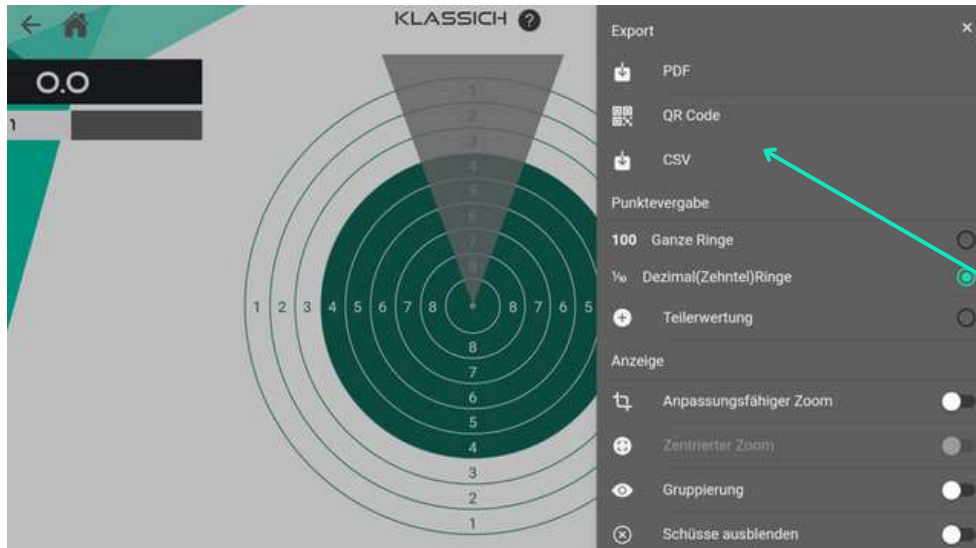 KLASSICH ?
0.0
1
1
2
3
4
5
6
7
8
1 2 3 4 5 6 7 8 8 7 6 5
8
7
6
5
4
3
2
1
Export ×
PDF
QR Code
CSV
Punktevergabe
100 Ganze Ringe
⅒ Dezimal(Zehntel)Ringe
Teilerwertung
Anzeige
Anpassungsfähiger Zoom
Zentrierter Zoom
Gruppierung
Schüsse ausblenden